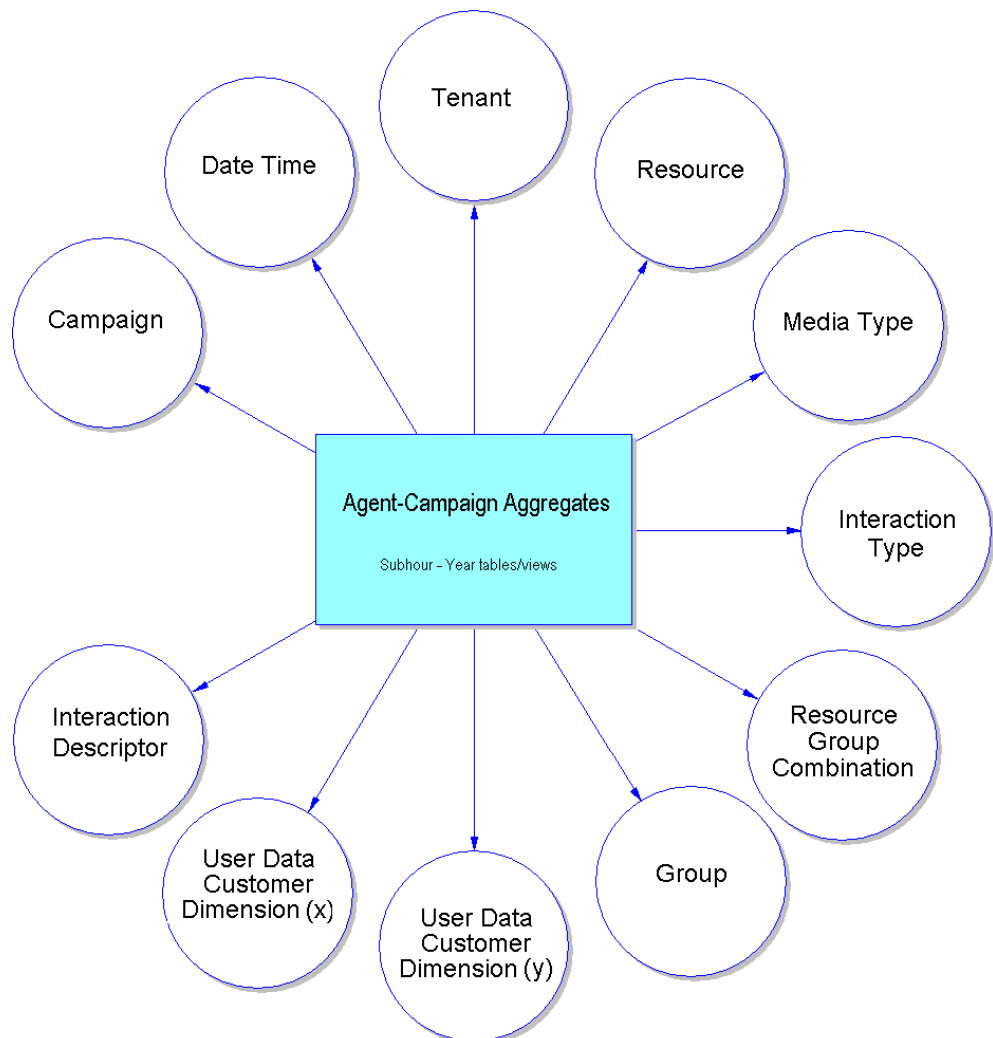 Tenant
Date Time
Resource
Campaign
Media Type
Agent-Campaign Aggregates
Subhour – Year tables/views
Interaction
Type
Interaction
Descriptor
Resource
Group
Combination
User Data
Customer
Dimension (x)
Group
User Data
Customer
Dimension (y)